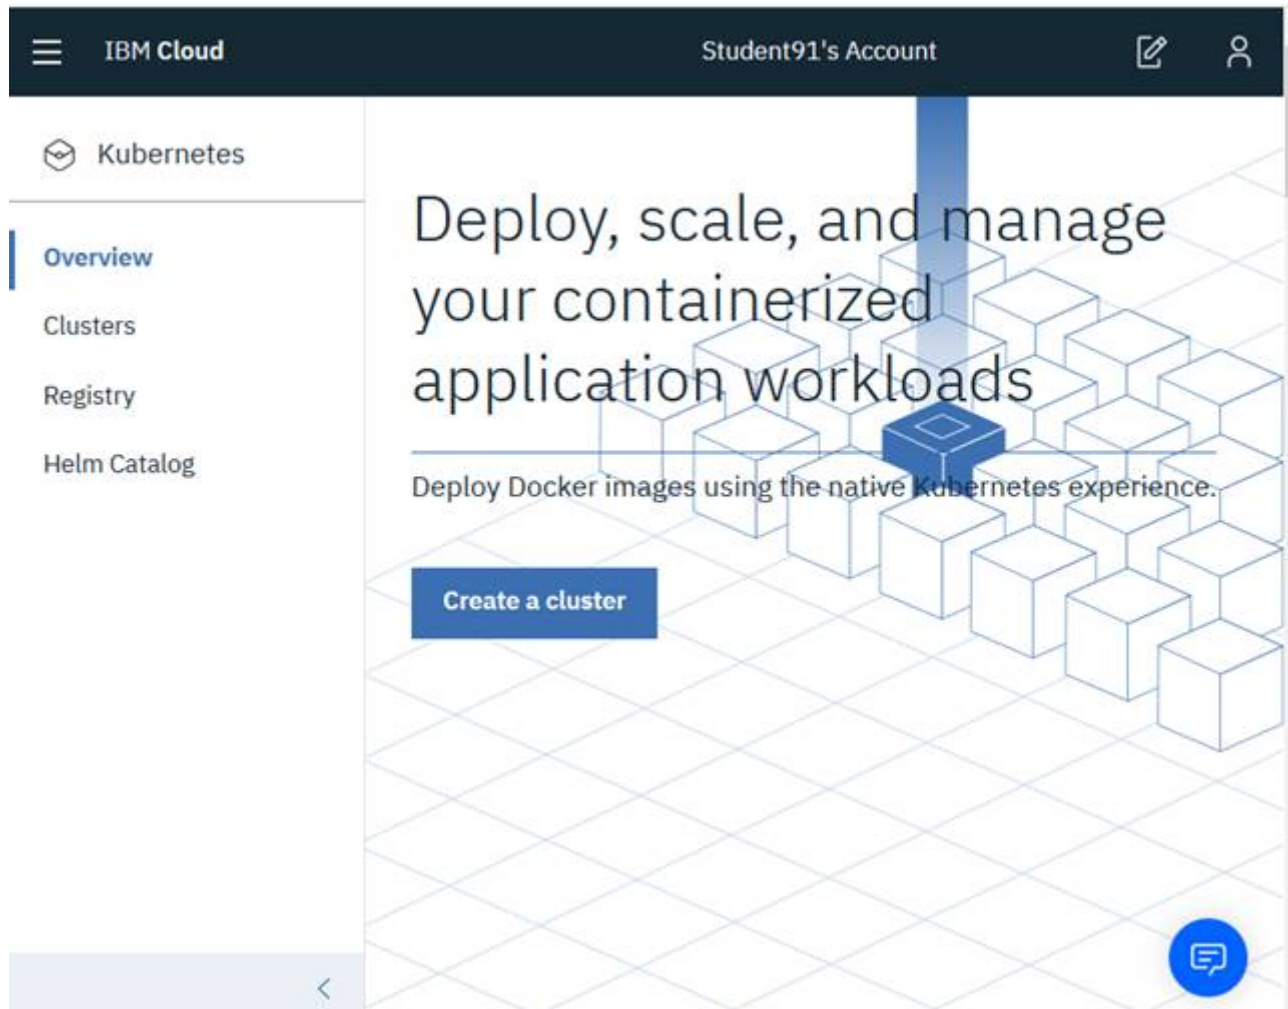 IBM Cloud
Student91's Account
Kubernetes
Overview
Clusters
Registry
Helm Catalog
Deploy, scale, and manage
your containerized
application workloads
Deploy Docker images using the native Kubernetes experience.
Create a cluster